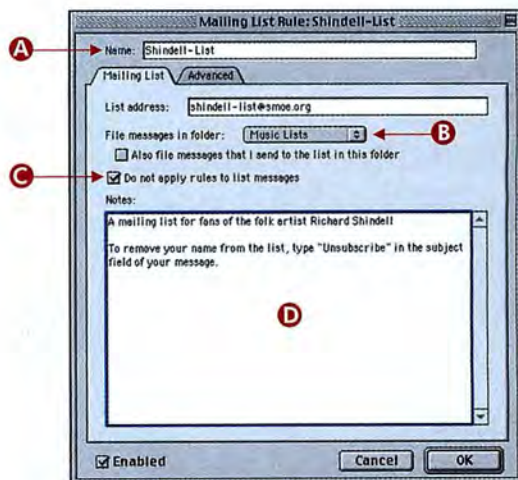 Mailing List Rule: Shindell-List
A
Name: Shindell-List
Mailing List
Advanced
List address: shindell-list@smoe.org
File messages in folder: Music Lists
B
Also file messages that I send to the list in this folder
C
Do not apply rules to list messages
Notes:
A mailing list for fans of the folk artist Richard Shindell
To remove your name from the list, type "Unsubscribe" in the subject
field of your message.
D
Enabled
Cancel
OK